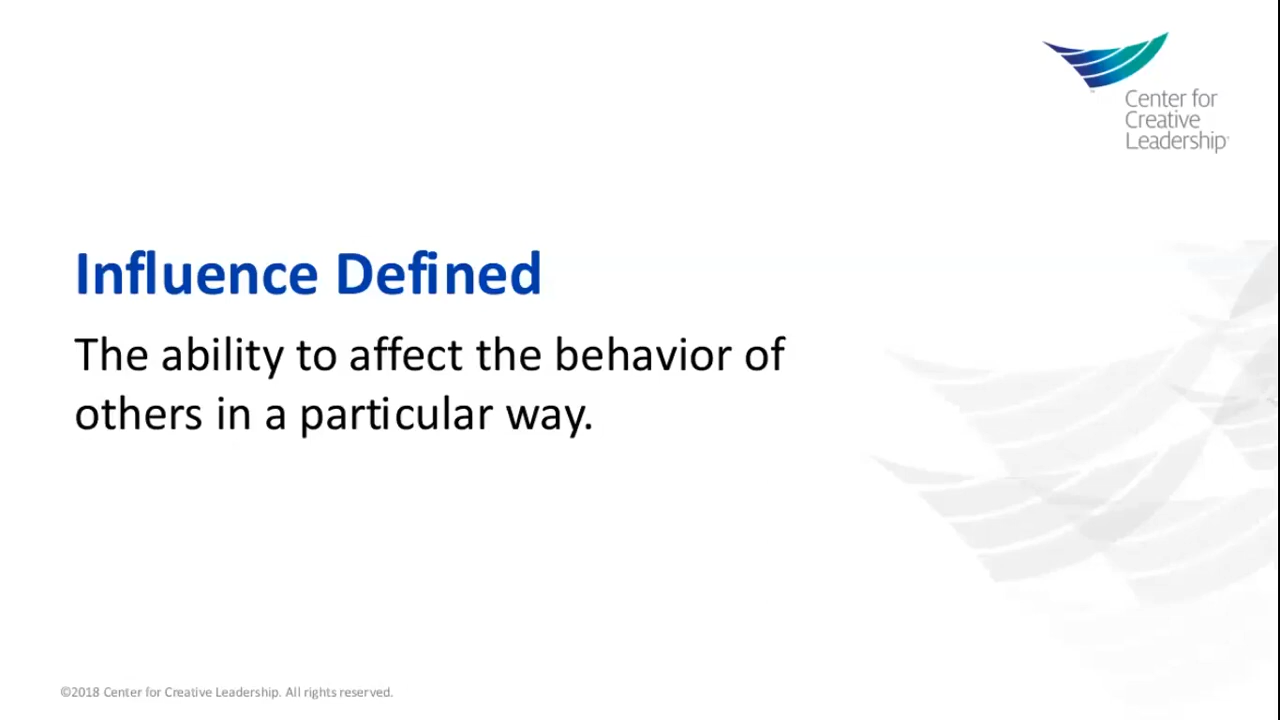 Center for
Creative
Leadership
Influence Defined
The ability to affect the behavior of
others in a particular way.
©2018 Center for Creative Leadership. All rights reserved.